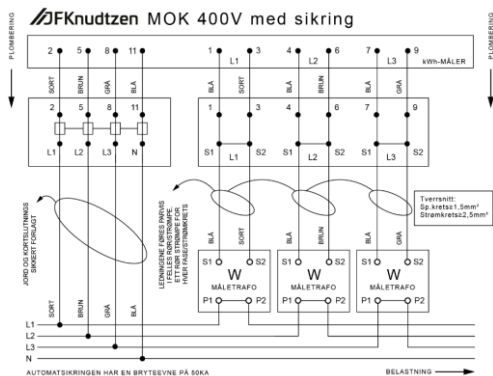 JFKnudtzen MOK 400V med sikring
PLOMBERING
PLOMBERING
2 5 8 11 1 3 4 6 7 9
L1 L2 L3
kWh-MÅLER
SORT BRUN GRÅ BLÅ BLÅ SORT BLÅ BRUN BLÅ GRÅ
2 5 8 11 1 3 4 6 7 9
L1 L2 L3 N S1 L1 S2 S1 L2 S2 S1 L3 S2
JORD OG KORTSLUTNINGS
SIKKERT FORLAGT
LEDNINGENE FØRES PARVIS
I FELLES RØR/STRØMPE.
ETT RØR STRØMPE FOR
HVER FASE/STRØMKRETS
Tverrsnitt:
Sp.krets≥1,5mm²
Strømkrets≥2,5mm²
BLÅ SORT BLÅ BRUN BLÅ GRÅ
S1 S2 S1 S2 S1 S2
W W W
MÅLETRAFO MÅLETRAFO MÅLETRAFO
P1 P2 P1 P2 P1 P2
SORT BRUN GRÅ BLÅ
L1
L2
L3
N
AUTOMATSIKRINGEN HAR EN BRYTEEVNE PÅ 50KA
BELASTNING